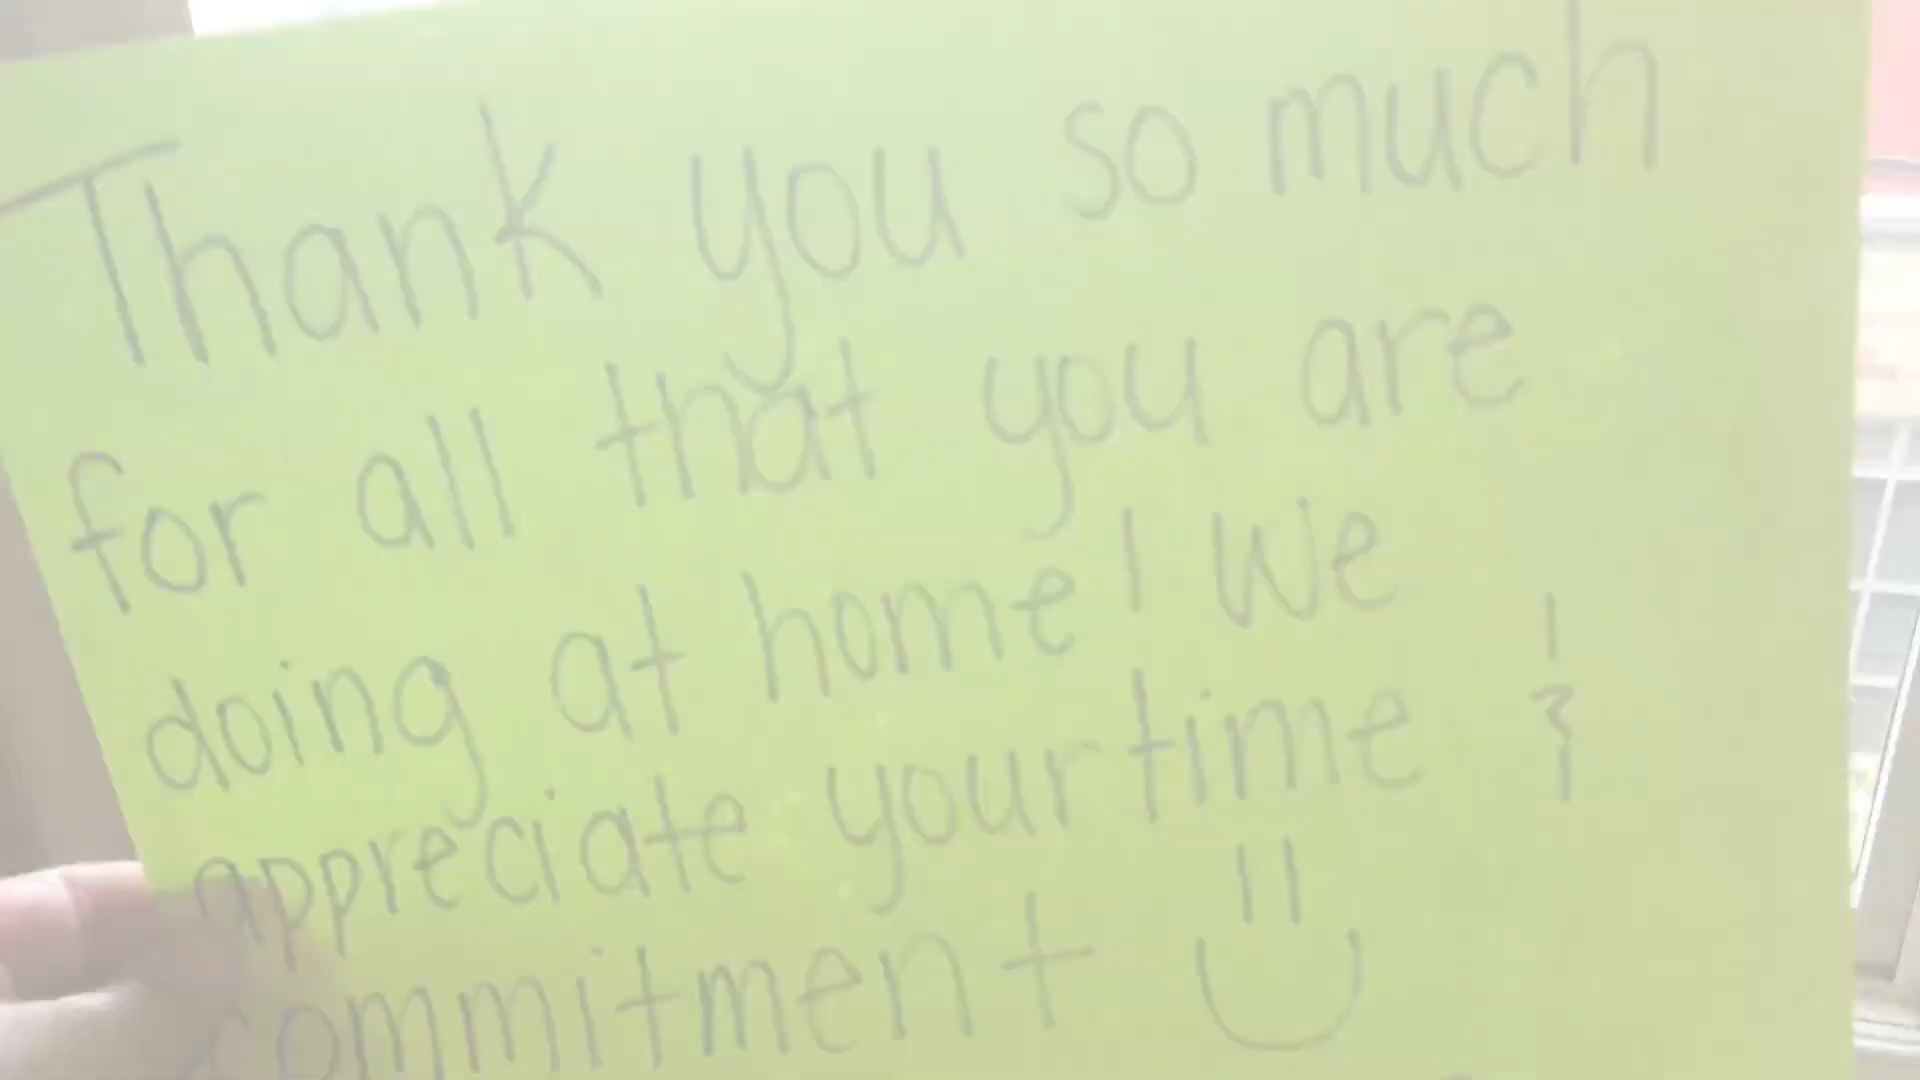 Thank you so much
for all that you are
doing at home! We
appreciate your time &
commitment